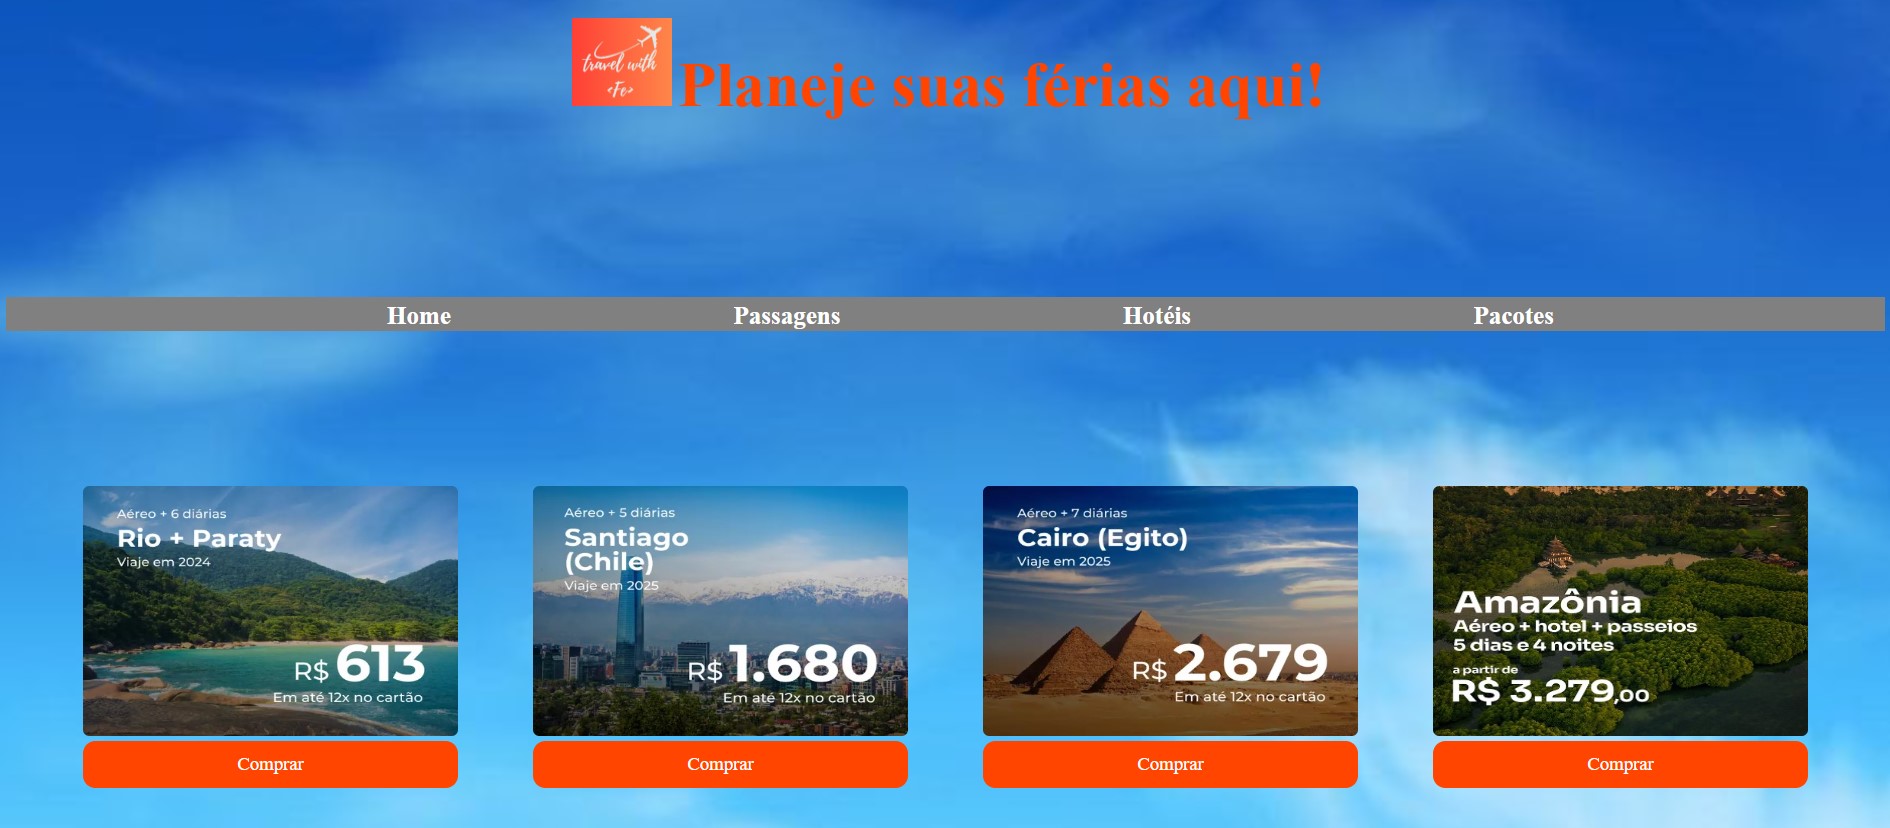 travel with
<Fe>
Planeje suas férias aqui!
Home
Passagens
Hotéis
Pacotes
Aéreo + 6 diárias
Rio + Paraty
Viaje em 2024
R$ 613
Em até 12x no cartão
Comprar
Aéreo + 5 diárias
Santiago
(Chile)
Viaje em 2025
R$ 1.680
Em até 12x no cartão
Comprar
Aéreo + 7 diárias
Cairo (Egito)
Viaje em 2025
R$ 2.679
Em até 12x no cartão
Comprar
Amazônia
Aéreo + hotel + passeios
5 dias e 4 noites
a partir de
R$ 3.279,00
Comprar